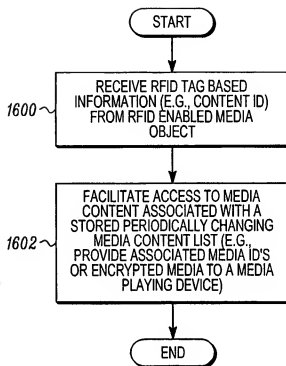 START
1600
RECEIVE RFID TAG BASED
INFORMATION (E.G., CONTENT ID)
FROM RFID ENABLED MEDIA
OBJECT
1602
FACILITATE ACCESS TO MEDIA
CONTENT ASSOCIATED WITH A
STORED PERIODICALLY CHANGING
MEDIA CONTENT LIST (E.G.,
PROVIDE ASSOCIATED MEDIA ID'S
OR ENCRYPTED MEDIA TO A MEDIA
PLAYING DEVICE)
END